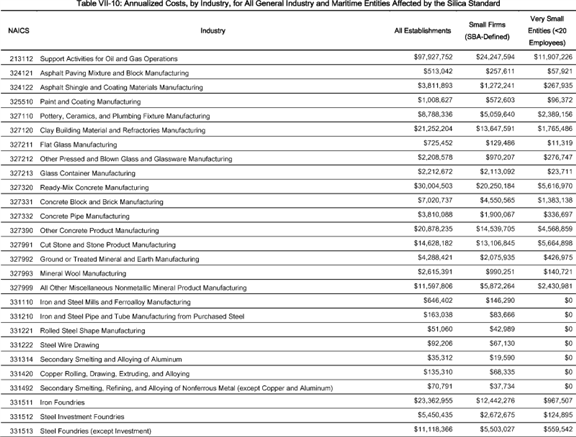 Table VII-10: Annualized Costs, by Industry, for All General Industry and Maritime Entities Affected by the Silica Standard
NAICS Industry All Establishments Small Firms (SBA-Defined) Very Small Entities (<20 Employees)
213112 Support Activities for Oil and Gas Operations $97,927,752 $24,247,594 $11,907,226
324121 Asphalt Paving Mixture and Block Manufacturing $513,042 $257,611 $57,921
324122 Asphalt Shingle and Coating Materials Manufacturing $3,811,893 $1,272,241 $267,935
325510 Paint and Coating Manufacturing $1,008,627 $572,603 $96,372
327110 Pottery, Ceramics, and Plumbing Fixture Manufacturing $8,788,336 $5,059,640 $2,389,156
327120 Clay Building Material and Refractories Manufacturing $21,252,204 $13,647,591 $1,765,486
327211 Flat Glass Manufacturing $725,452 $129,486 $11,319
327212 Other Pressed and Blown Glass and Glassware Manufacturing $2,208,578 $970,207 $276,747
327213 Glass Container Manufacturing $2,212,672 $2,113,092 $23,711
327320 Ready-Mix Concrete Manufacturing $30,004,503 $20,250,184 $5,616,970
327331 Concrete Block and Brick Manufacturing $7,020,737 $4,550,565 $1,383,138
327332 Concrete Pipe Manufacturing $3,810,088 $1,900,067 $336,697
327390 Other Concrete Product Manufacturing $20,878,235 $14,539,705 $4,568,859
327991 Cut Stone and Stone Product Manufacturing $14,628,182 $13,106,845 $5,664,898
327992 Ground or Treated Mineral and Earth Manufacturing $4,288,421 $2,075,935 $426,975
327993 Mineral Wool Manufacturing $2,615,391 $990,251 $140,721
327999 All Other Miscellaneous Nonmetallic Mineral Product Manufacturing $11,597,806 $5,872,264 $2,430,981
331110 Iron and Steel Mills and Ferroalloy Manufacturing $646,402 $146,290 $0
331210 Iron and Steel Pipe and Tube Manufacturing from Purchased Steel $163,038 $83,666 $0
331221 Rolled Steel Shape Manufacturing $51,060 $42,989 $0
331222 Steel Wire Drawing $92,206 $67,130 $0
331314 Secondary Smelting and Alloying of Aluminum $35,312 $19,590 $0
331420 Copper Rolling, Drawing, Extruding, and Alloying $135,310 $68,335 $0
331492 Secondary Smelting, Refining, and Alloying of Nonferrous Metal (except Copper and Aluminum) $70,791 $37,734 $0
331511 Iron Foundries $23,362,955 $12,442,276 $967,507
331512 Steel Investment Foundries $5,450,435 $2,672,675 $124,895
331513 Steel Foundries (except Investment) $11,118,366 $5,503,027 $559,542